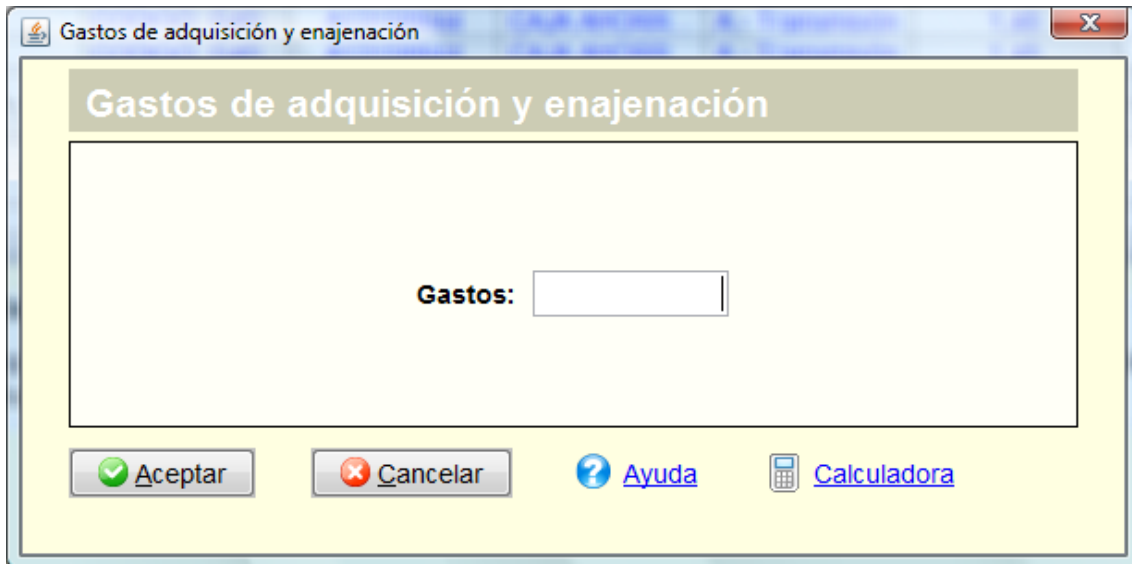 Gastos de adquisición y enajenación
Gastos de adquisición y enajenación
Gastos:
Aceptar Cancelar Ayuda Calculadora